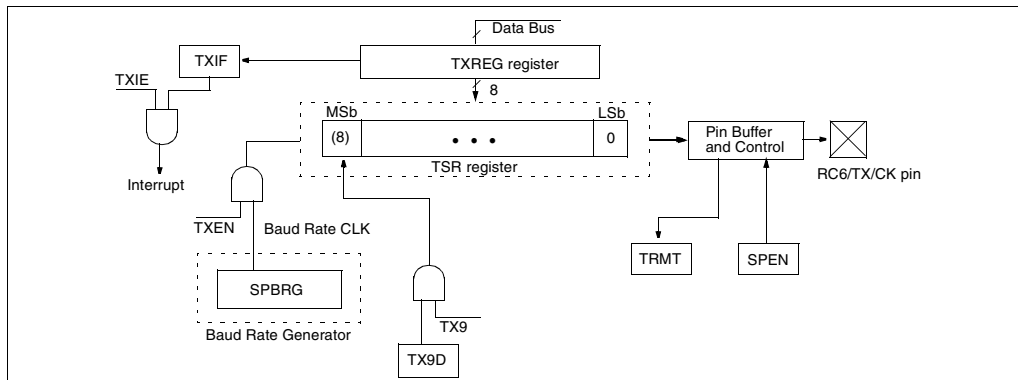 Data Bus
TXIF
TXREG register
TXIE
8
MSb
LSb
(8)
• • •
0
Pin Buffer
and Control
TSR register
Interrupt
RC6/TX/CK pin
TXEN
Baud Rate CLK
TRMT
SPEN
SPBRG
TX9
Baud Rate Generator
TX9D